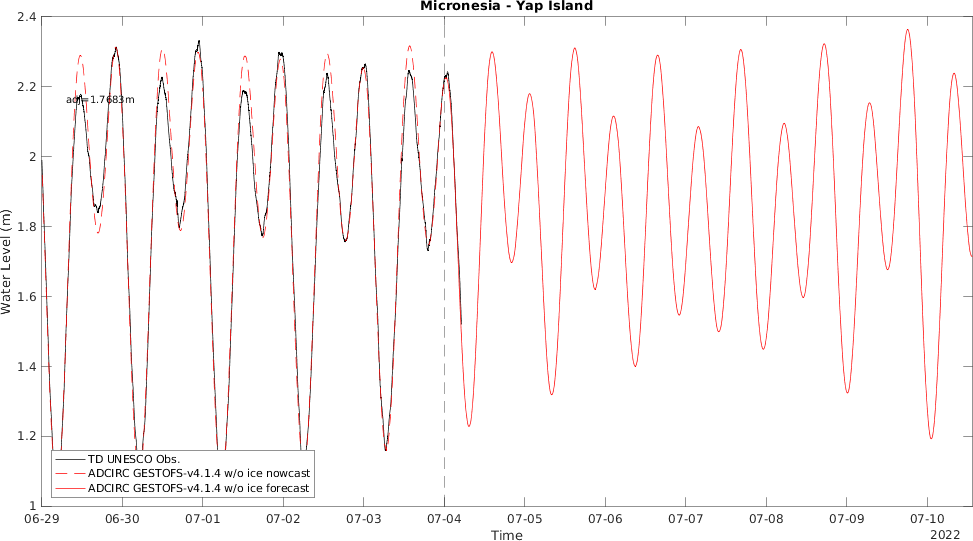 Micronesia - Yap Island
2.4
2.2
2
1.8
1.6
1.4
1.2
1
Water Level (m)
adj=1.7683m
TD UNESCO Obs.
ADCIRC GESTOFS-v4.1.4 w/o ice nowcast
ADCIRC GESTOFS-v4.1.4 w/o ice forecast
06-29 06-30 07-01 07-02 07-03 07-04 07-05 07-06 07-07 07-08 07-09 07-10
Time
2022